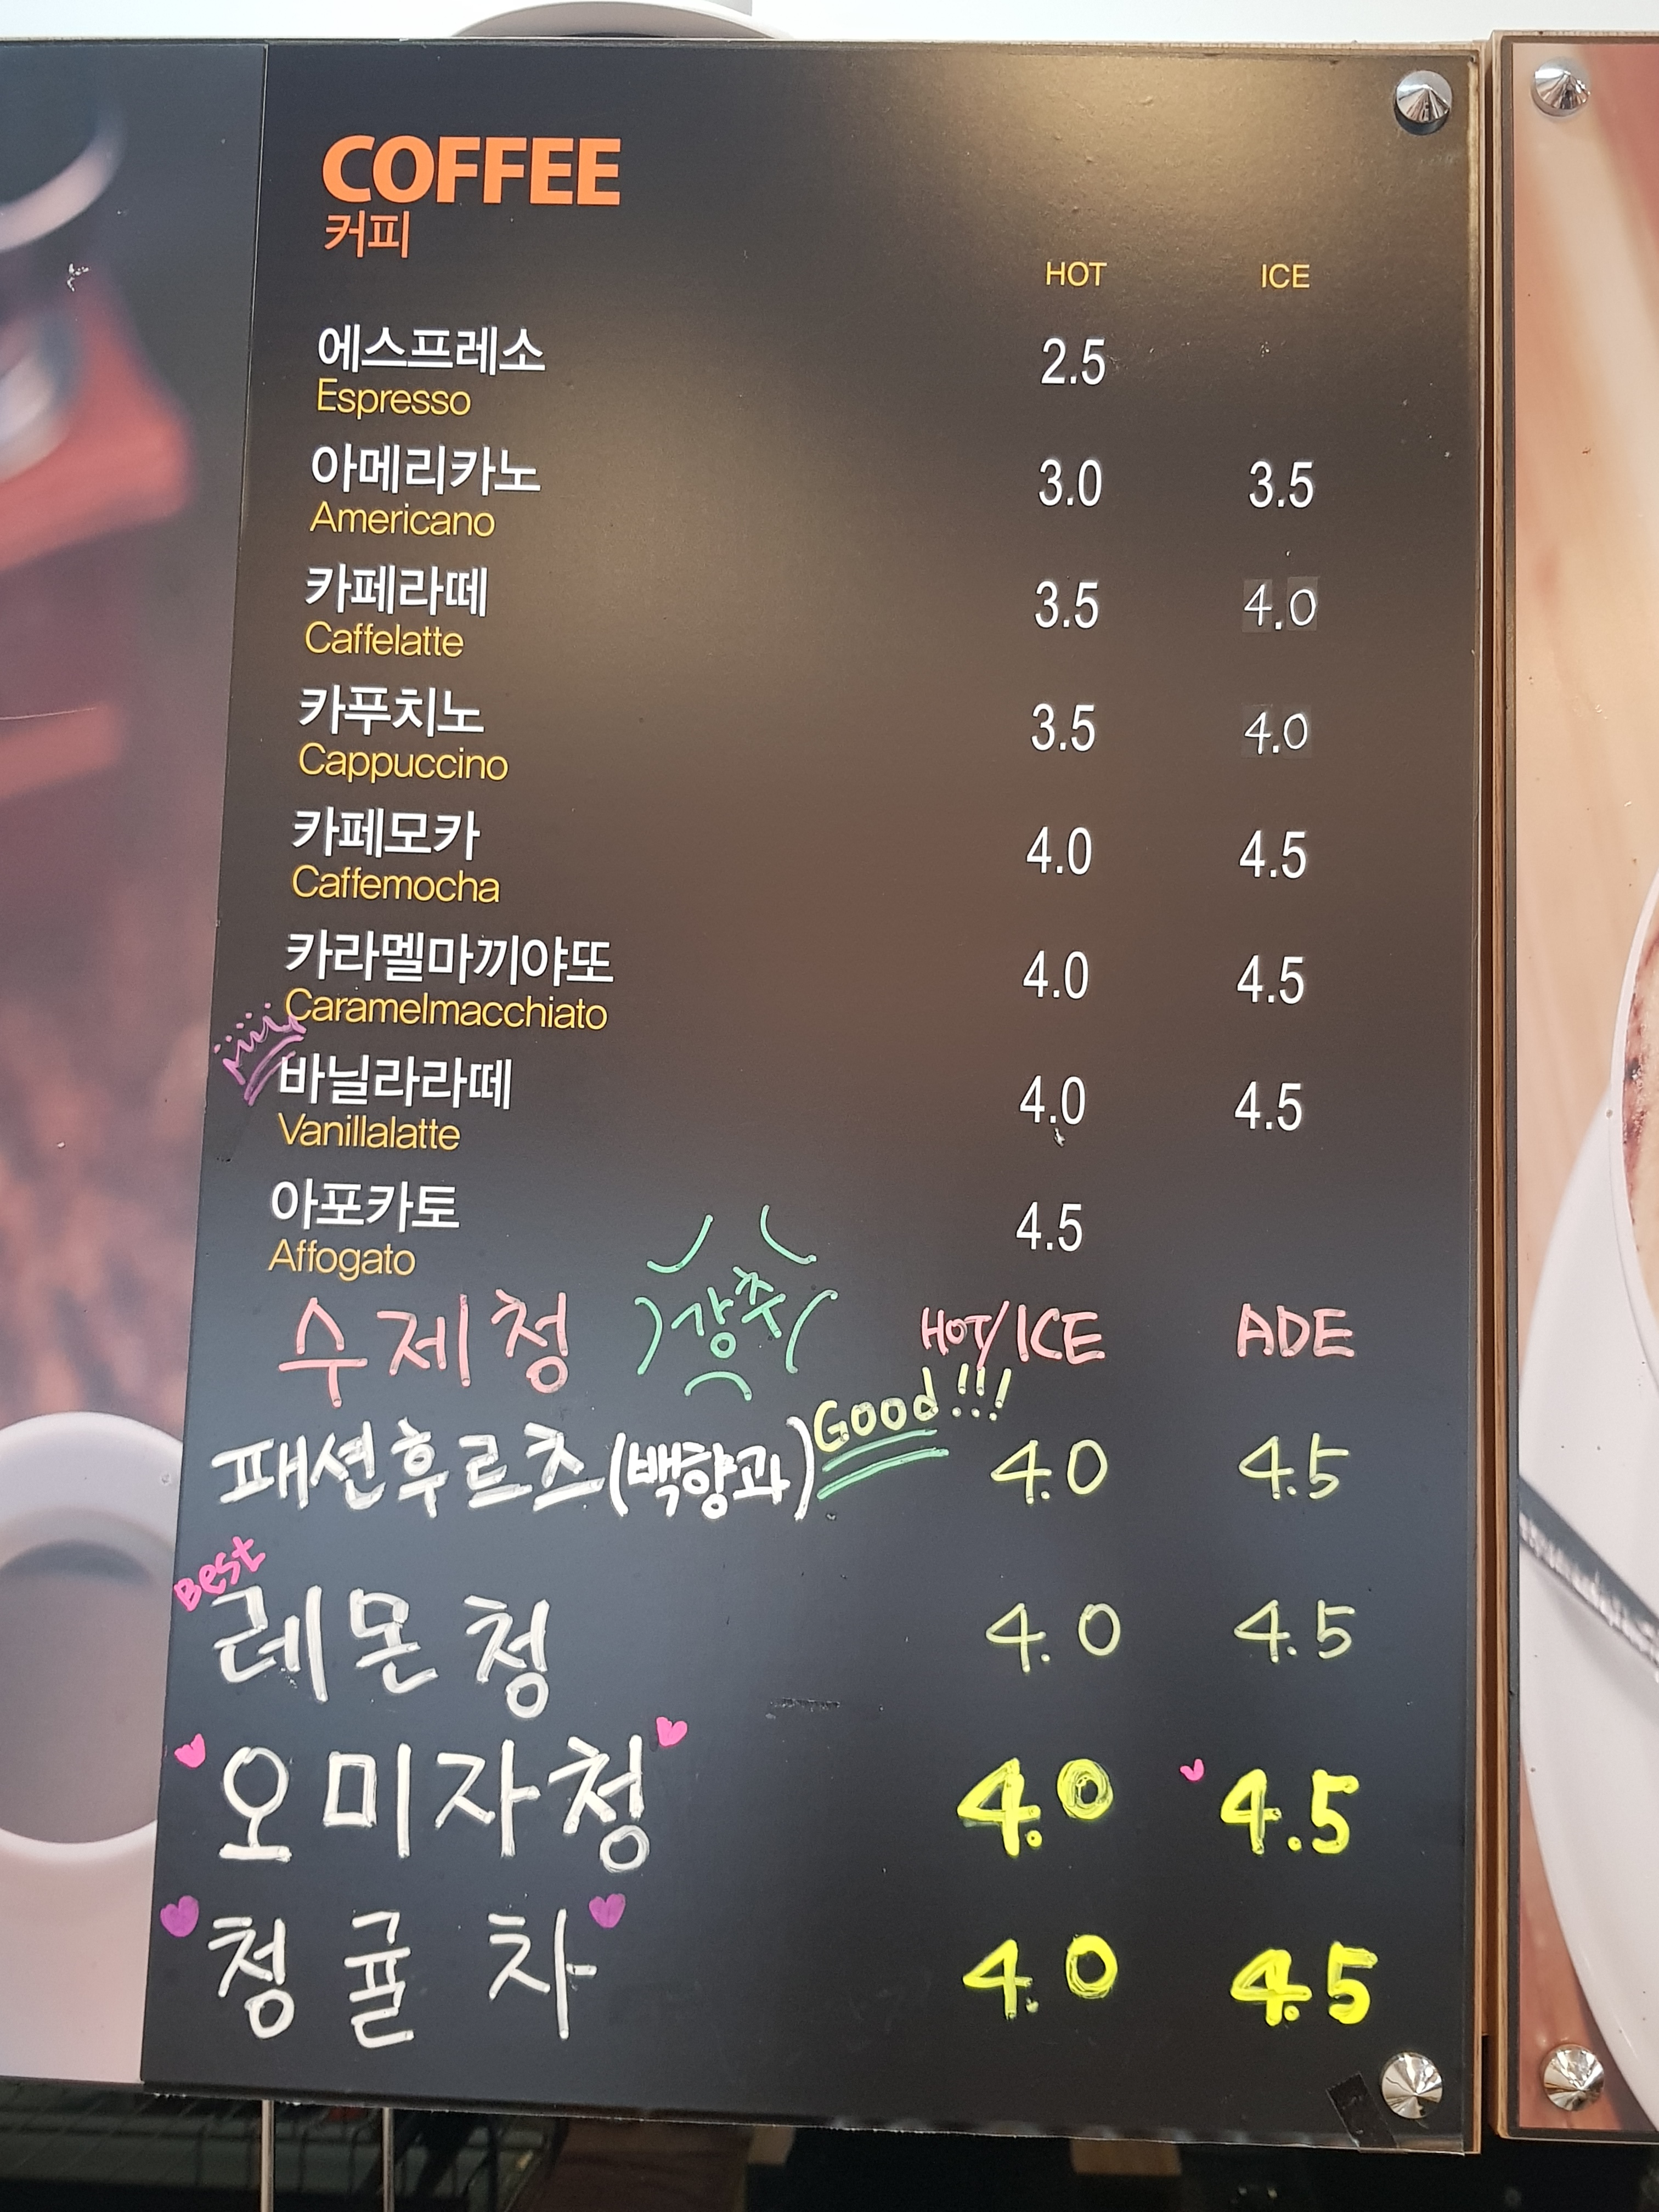 COFFEE
커피
HOT ICE
에스프레소 2.5
Espresso
아메리카노 3.0 3.5
Americano
카페라떼 3.5 4.0
Caffelatte
카푸치노 3.5 4.0
Cappuccino
카페모카 4.0 4.5
Caffemocha
카라멜마끼야또 4.0 4.5
Caramelmacchiato
바닐라라떼 4.0 4.5
Vanillalatte
아포카토 4.5
Affogato
수제청 강추 HOT/ICE ADE
Good!!!
패션후르츠(백향과) 4.0 4.5
Best
레몬청 4.0 4.5
오미자청 4.0 4.5
청귤차 4.0 4.5